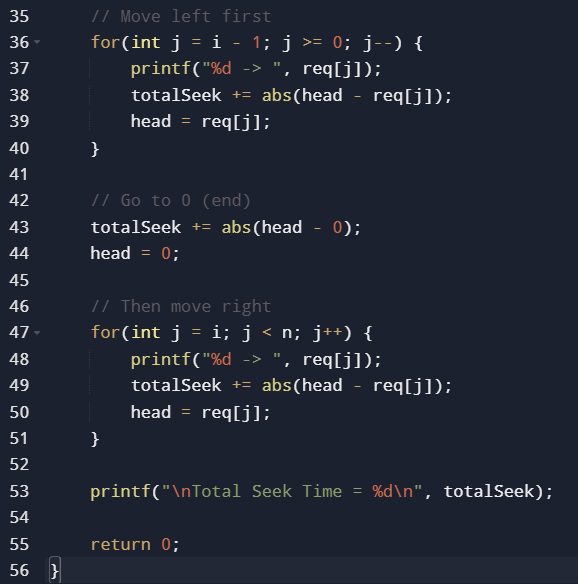 35 // Move left first
36 for(int j = i - 1; j >= 0; j--) {
37 printf("%d -> ", req[j]);
38 totalSeek += abs(head - req[j]);
39 head = req[j];
40 }
41
42 // Go to 0 (end)
43 totalSeek += abs(head - 0);
44 head = 0;
45
46 // Then move right
47 for(int j = i; j < n; j++) {
48 printf("%d -> ", req[j]);
49 totalSeek += abs(head - req[j]);
50 head = req[j];
51 }
52
53 printf("\nTotal Seek Time = %d\n", totalSeek);
54
55 return 0;
56 }